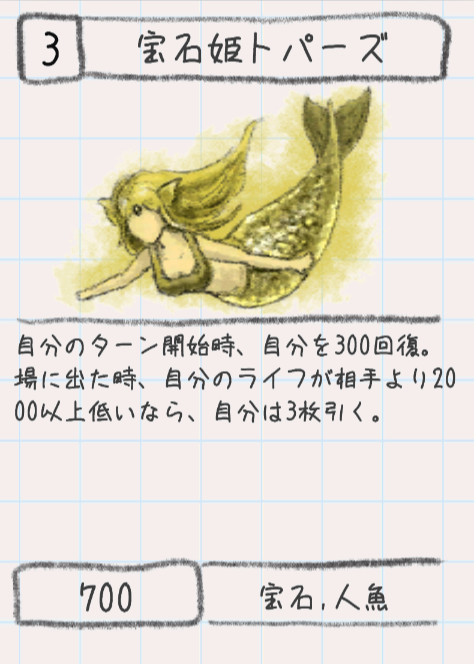 3
宝石姫トパーズ
自分のターン開始時、自分を300回復。
場に出た時、自分のライフが相手より20
00以上低いなら、自分は3枚引く。
700
宝石,人魚